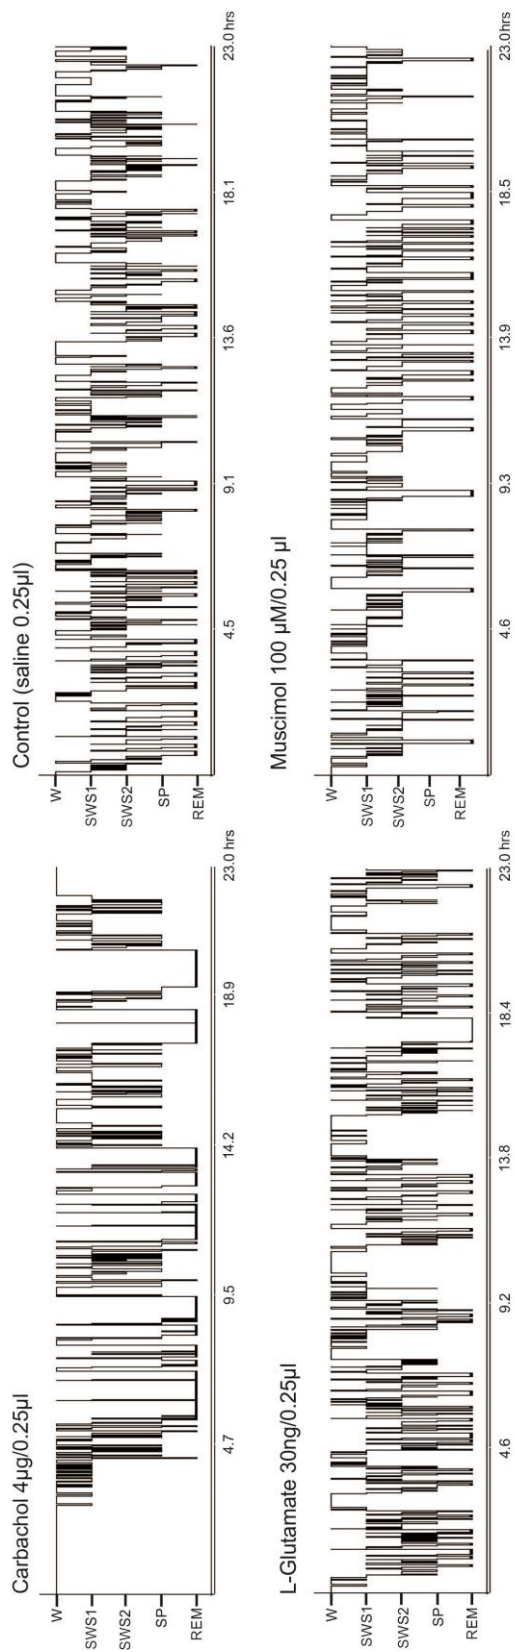 Carbachol 4µg/0.25µl
W
SWS1
SWS2
SP
REM
4.7
9.5
14.2
18.9
23.0 hrs
Control (saline 0.25µl)
W
SWS1
SWS2
SP
REM
4.5
9.1
13.6
18.1
23.0 hrs
L-Glutamate 30ng/0.25µl
W
SWS1
SWS2
SP
REM
4.6
9.2
13.8
18.4
23.0 hrs
Muscimol 100 µM/0.25 µl
W
SWS1
SWS2
SP
REM
4.6
9.3
13.9
18.5
23.0 hrs